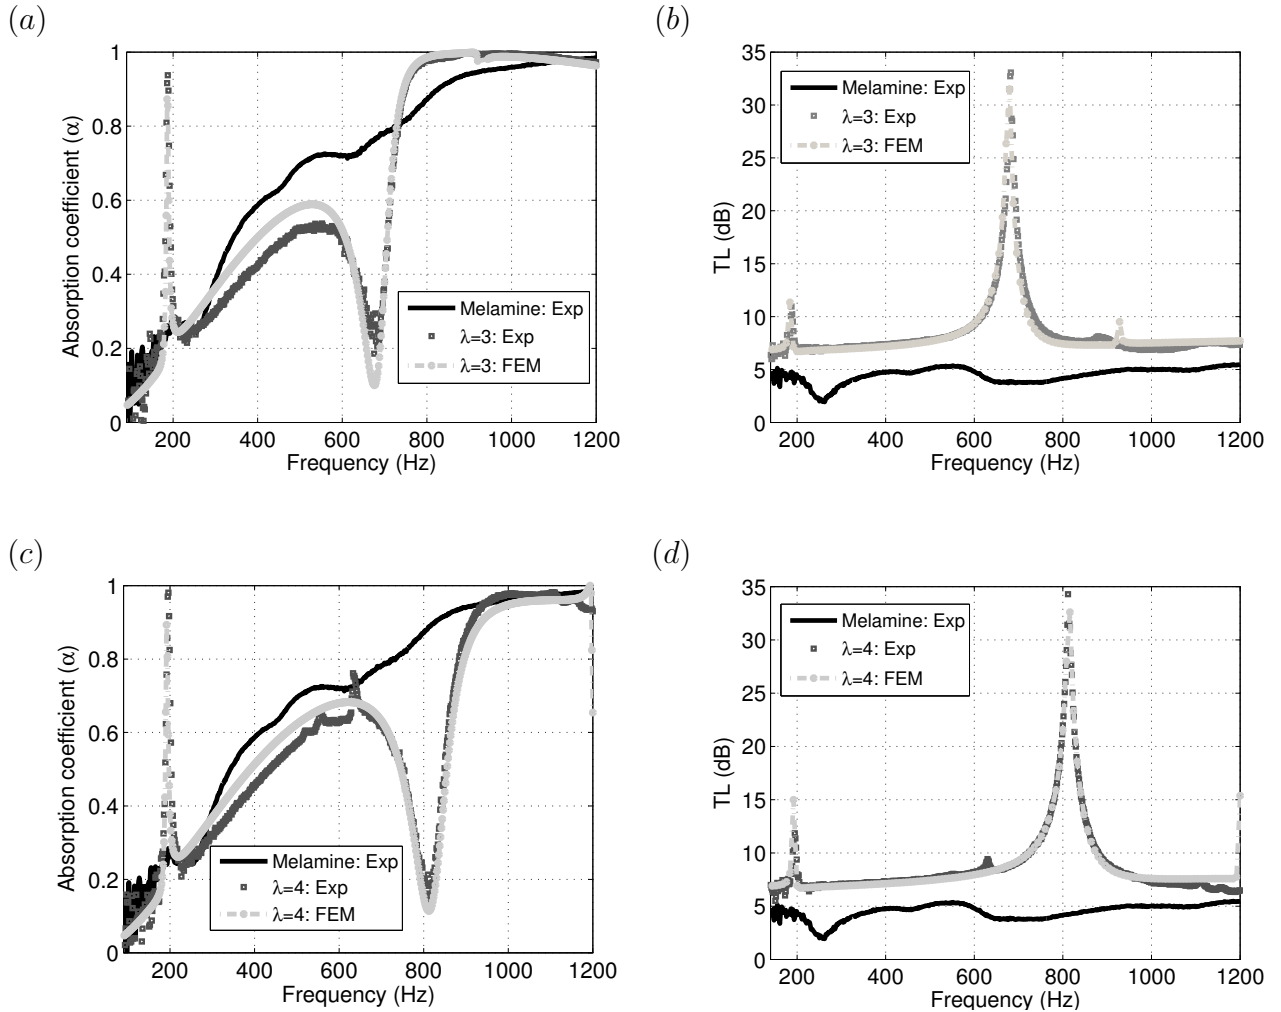 (a)
1
0.8
0.6
0.4
0.2
0
Absorption coefficient (α)
Melamine: Exp
λ=3: Exp
λ=3: FEM
200 400 600 800 1000 1200
Frequency (Hz)
(b)
35
30
25
20
15
10
5
0
TL (dB)
Melamine: Exp
λ=3: Exp
λ=3: FEM
200 400 600 800 1000 1200
Frequency (Hz)
(c)
1
0.8
0.6
0.4
0.2
0
Absorption coefficient (α)
Melamine: Exp
λ=4: Exp
λ=4: FEM
200 400 600 800 1000 1200
Frequency (Hz)
(d)
35
30
25
20
15
10
5
0
TL (dB)
Melamine: Exp
λ=4: Exp
λ=4: FEM
200 400 600 800 1000 1200
Frequency (Hz)